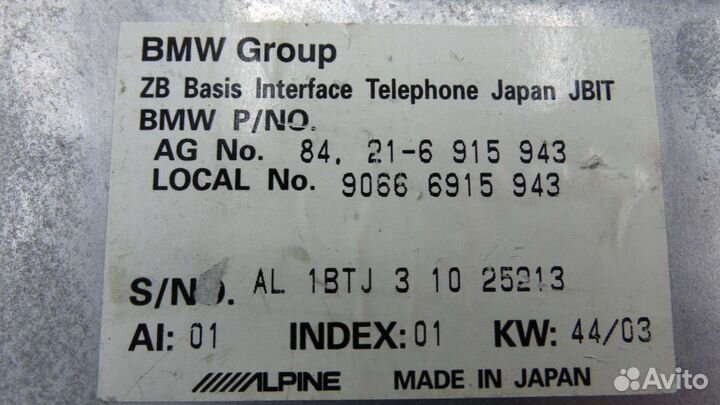 BMW Group
ZB Basis Interface Telephone Japan JBIT
BMW P/NO.
AG No. 84. 21-6 915 943
LOCAL No. 9066 6915 943
S/NO. AL 1BTJ 3 10 25213
AI: 01 INDEX: 01 KW: 44/03
ALPINE MADE IN JAPAN
Avito